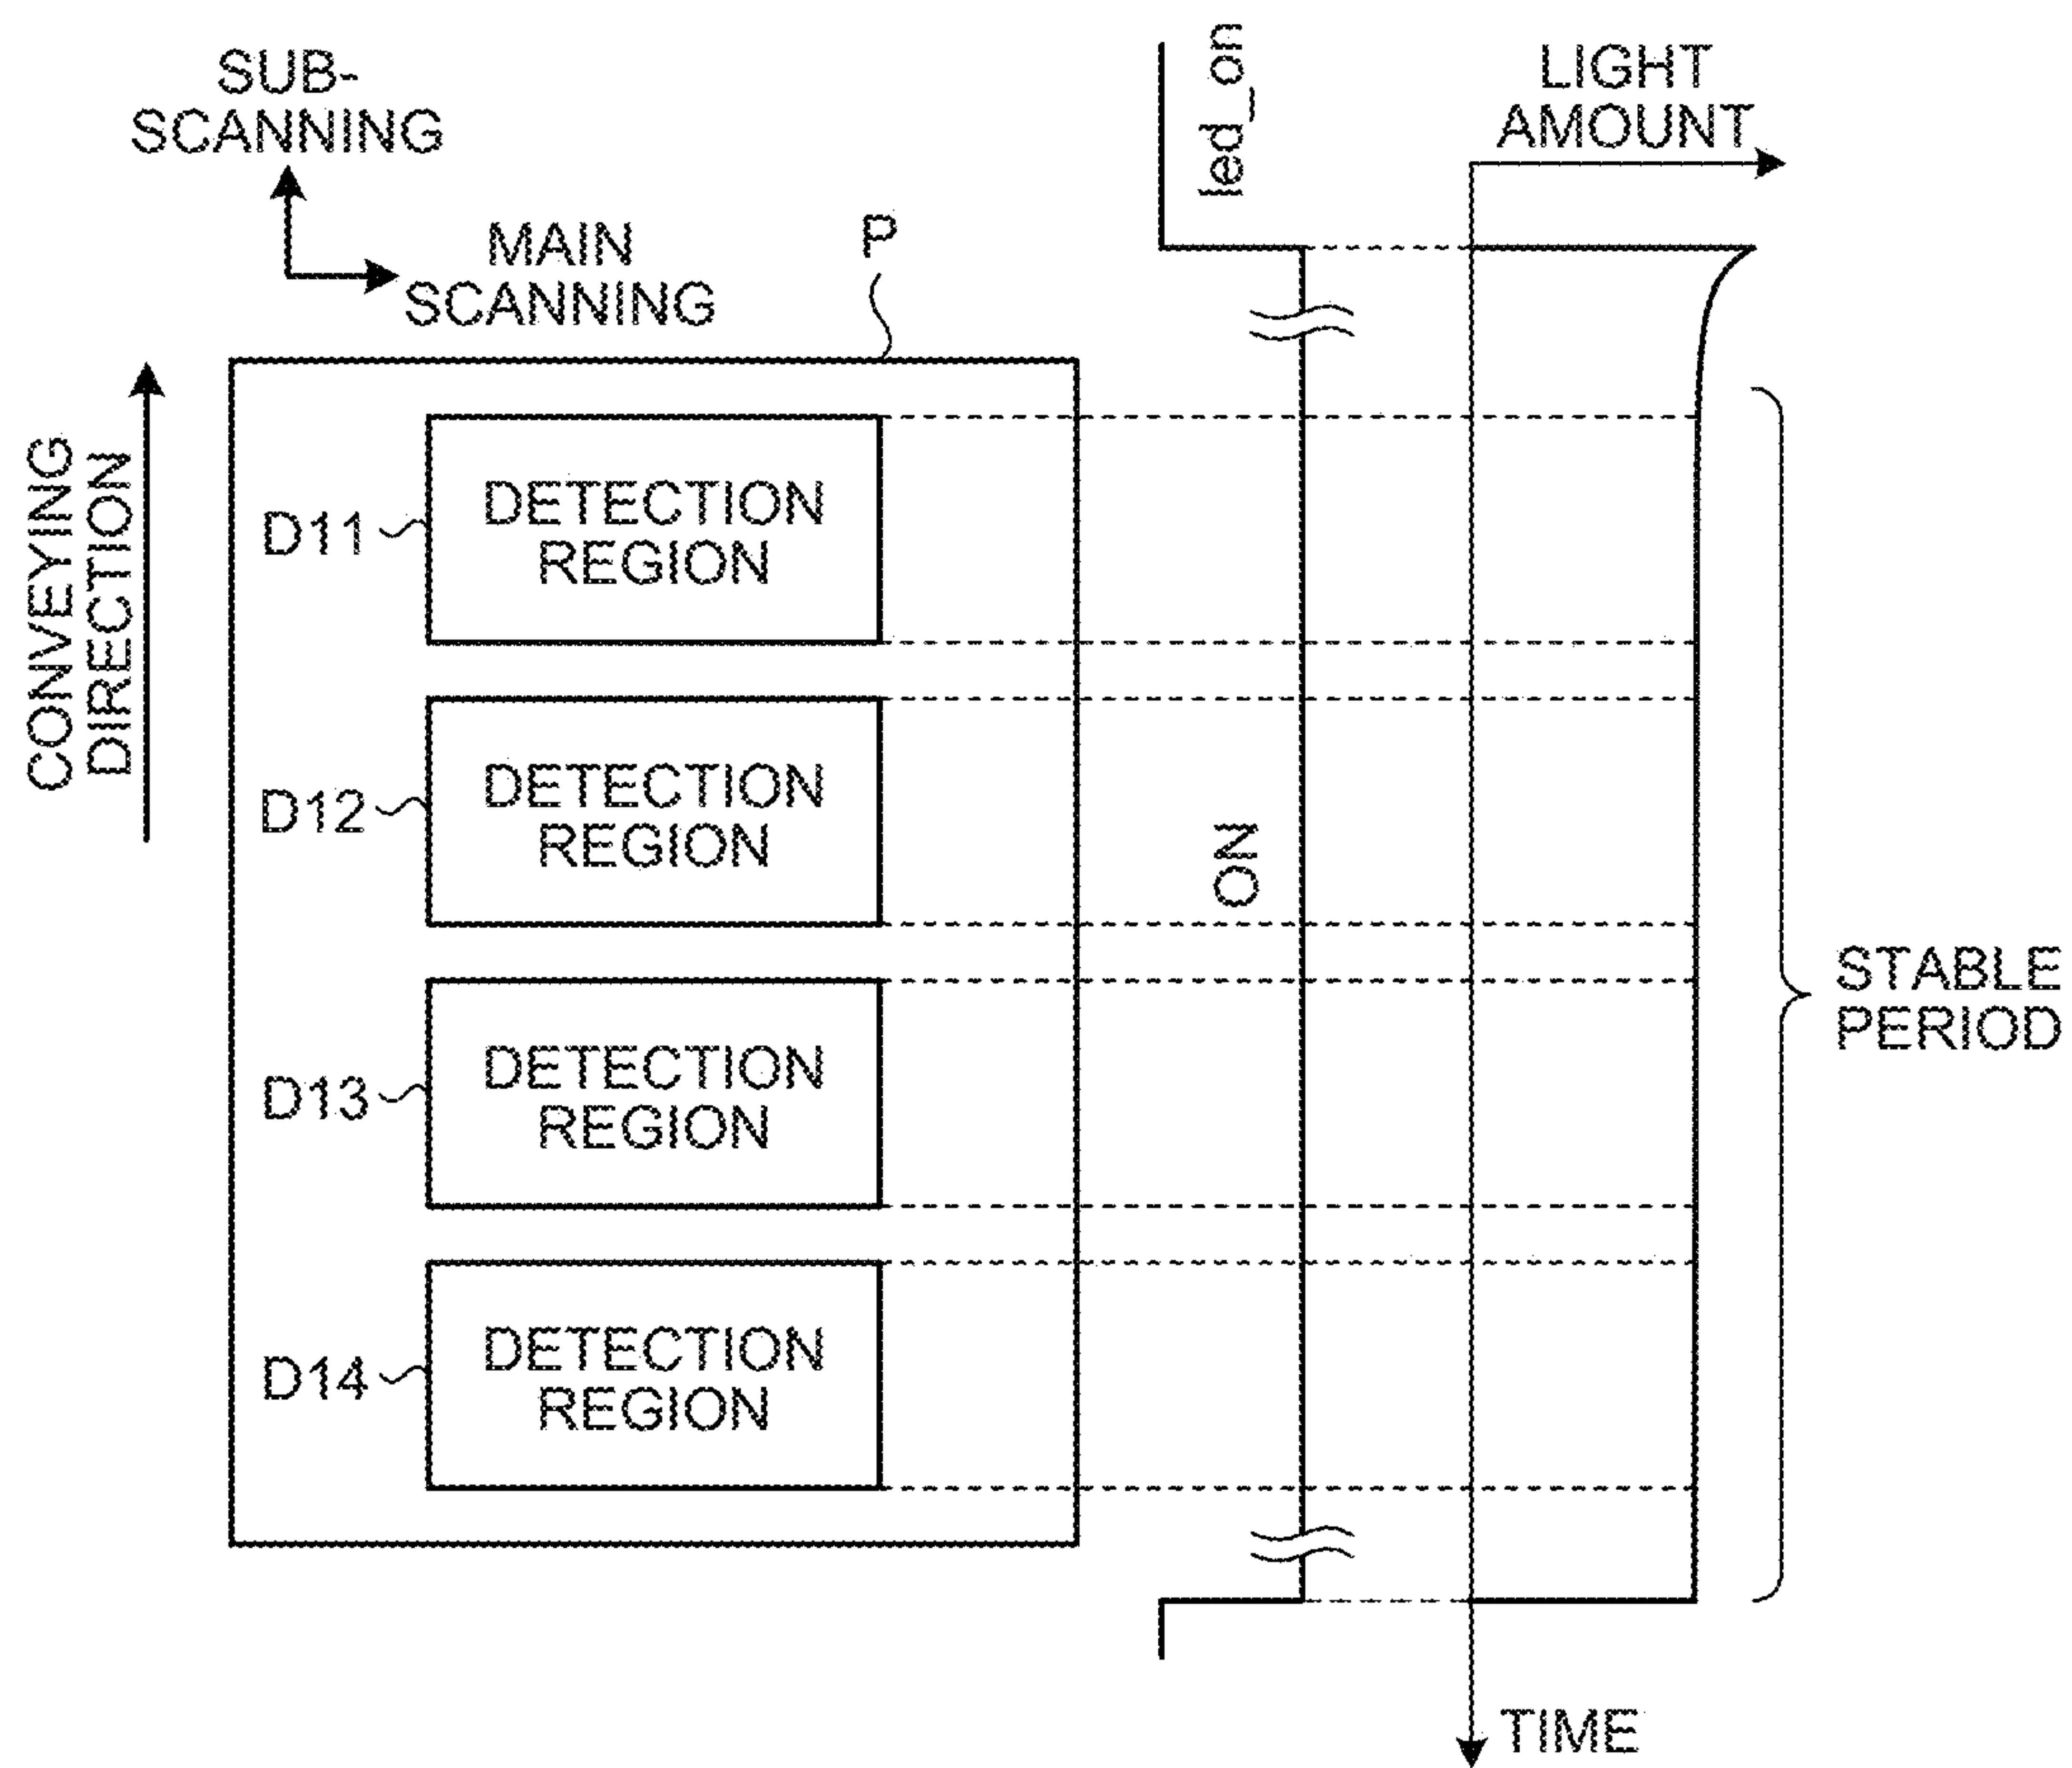 SUB-
SCANNING
MAIN
SCANNING
P
led_on
LIGHT
AMOUNT
CONVEYING
DIRECTION
D11
DETECTION
REGION
D12
DETECTION
REGION
ON
D13
DETECTION
REGION
STABLE
PERIOD
D14
DETECTION
REGION
TIME